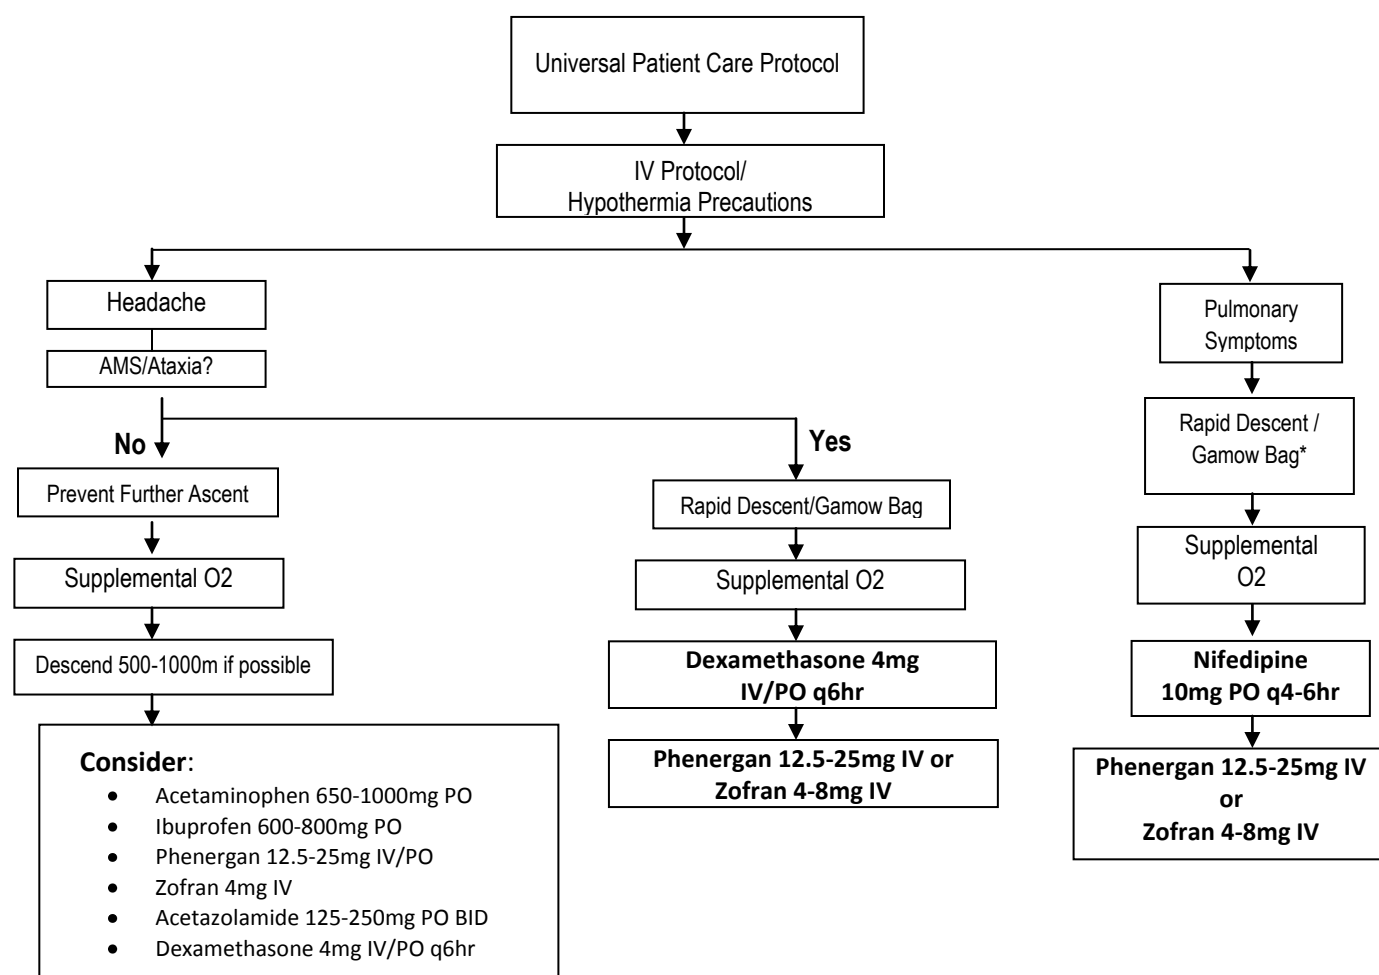 Universal Patient Care Protocol
IV Protocol/
Hypothermia Precautions
Headache
AMS/Ataxia?
No
Prevent Further Ascent
Supplemental O2
Descend 500-1000m if possible
Consider:
• Acetaminophen 650-1000mg PO
• Ibuprofen 600-800mg PO
• Phenergan 12.5-25mg IV/PO
• Zofran 4mg IV
• Acetazolamide 125-250mg PO BID
• Dexamethasone 4mg IV/PO q6hr
Yes
Rapid Descent/Gamow Bag
Supplemental O2
Dexamethasone 4mg
IV/PO q6hr
Phenergan 12.5-25mg IV or
Zofran 4-8mg IV
Pulmonary
Symptoms
Rapid Descent /
Gamow Bag*
Supplemental
O2
Nifedipine
10mg PO q4-6hr
Phenergan 12.5-25mg IV
or
Zofran 4-8mg IV